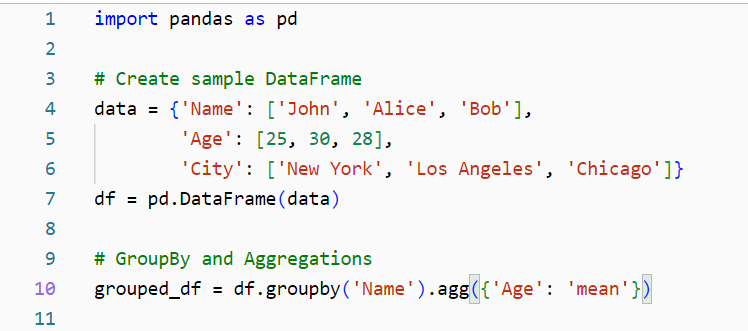 1 import pandas as pd
2
3 # Create sample DataFrame
4 data = {'Name': ['John', 'Alice', 'Bob'],
5         'Age': [25, 30, 28],
6         'City': ['New York', 'Los Angeles', 'Chicago']}
7 df = pd.DataFrame(data)
8
9 # GroupBy and Aggregations
10 grouped_df = df.groupby('Name').agg({'Age': 'mean'})
11